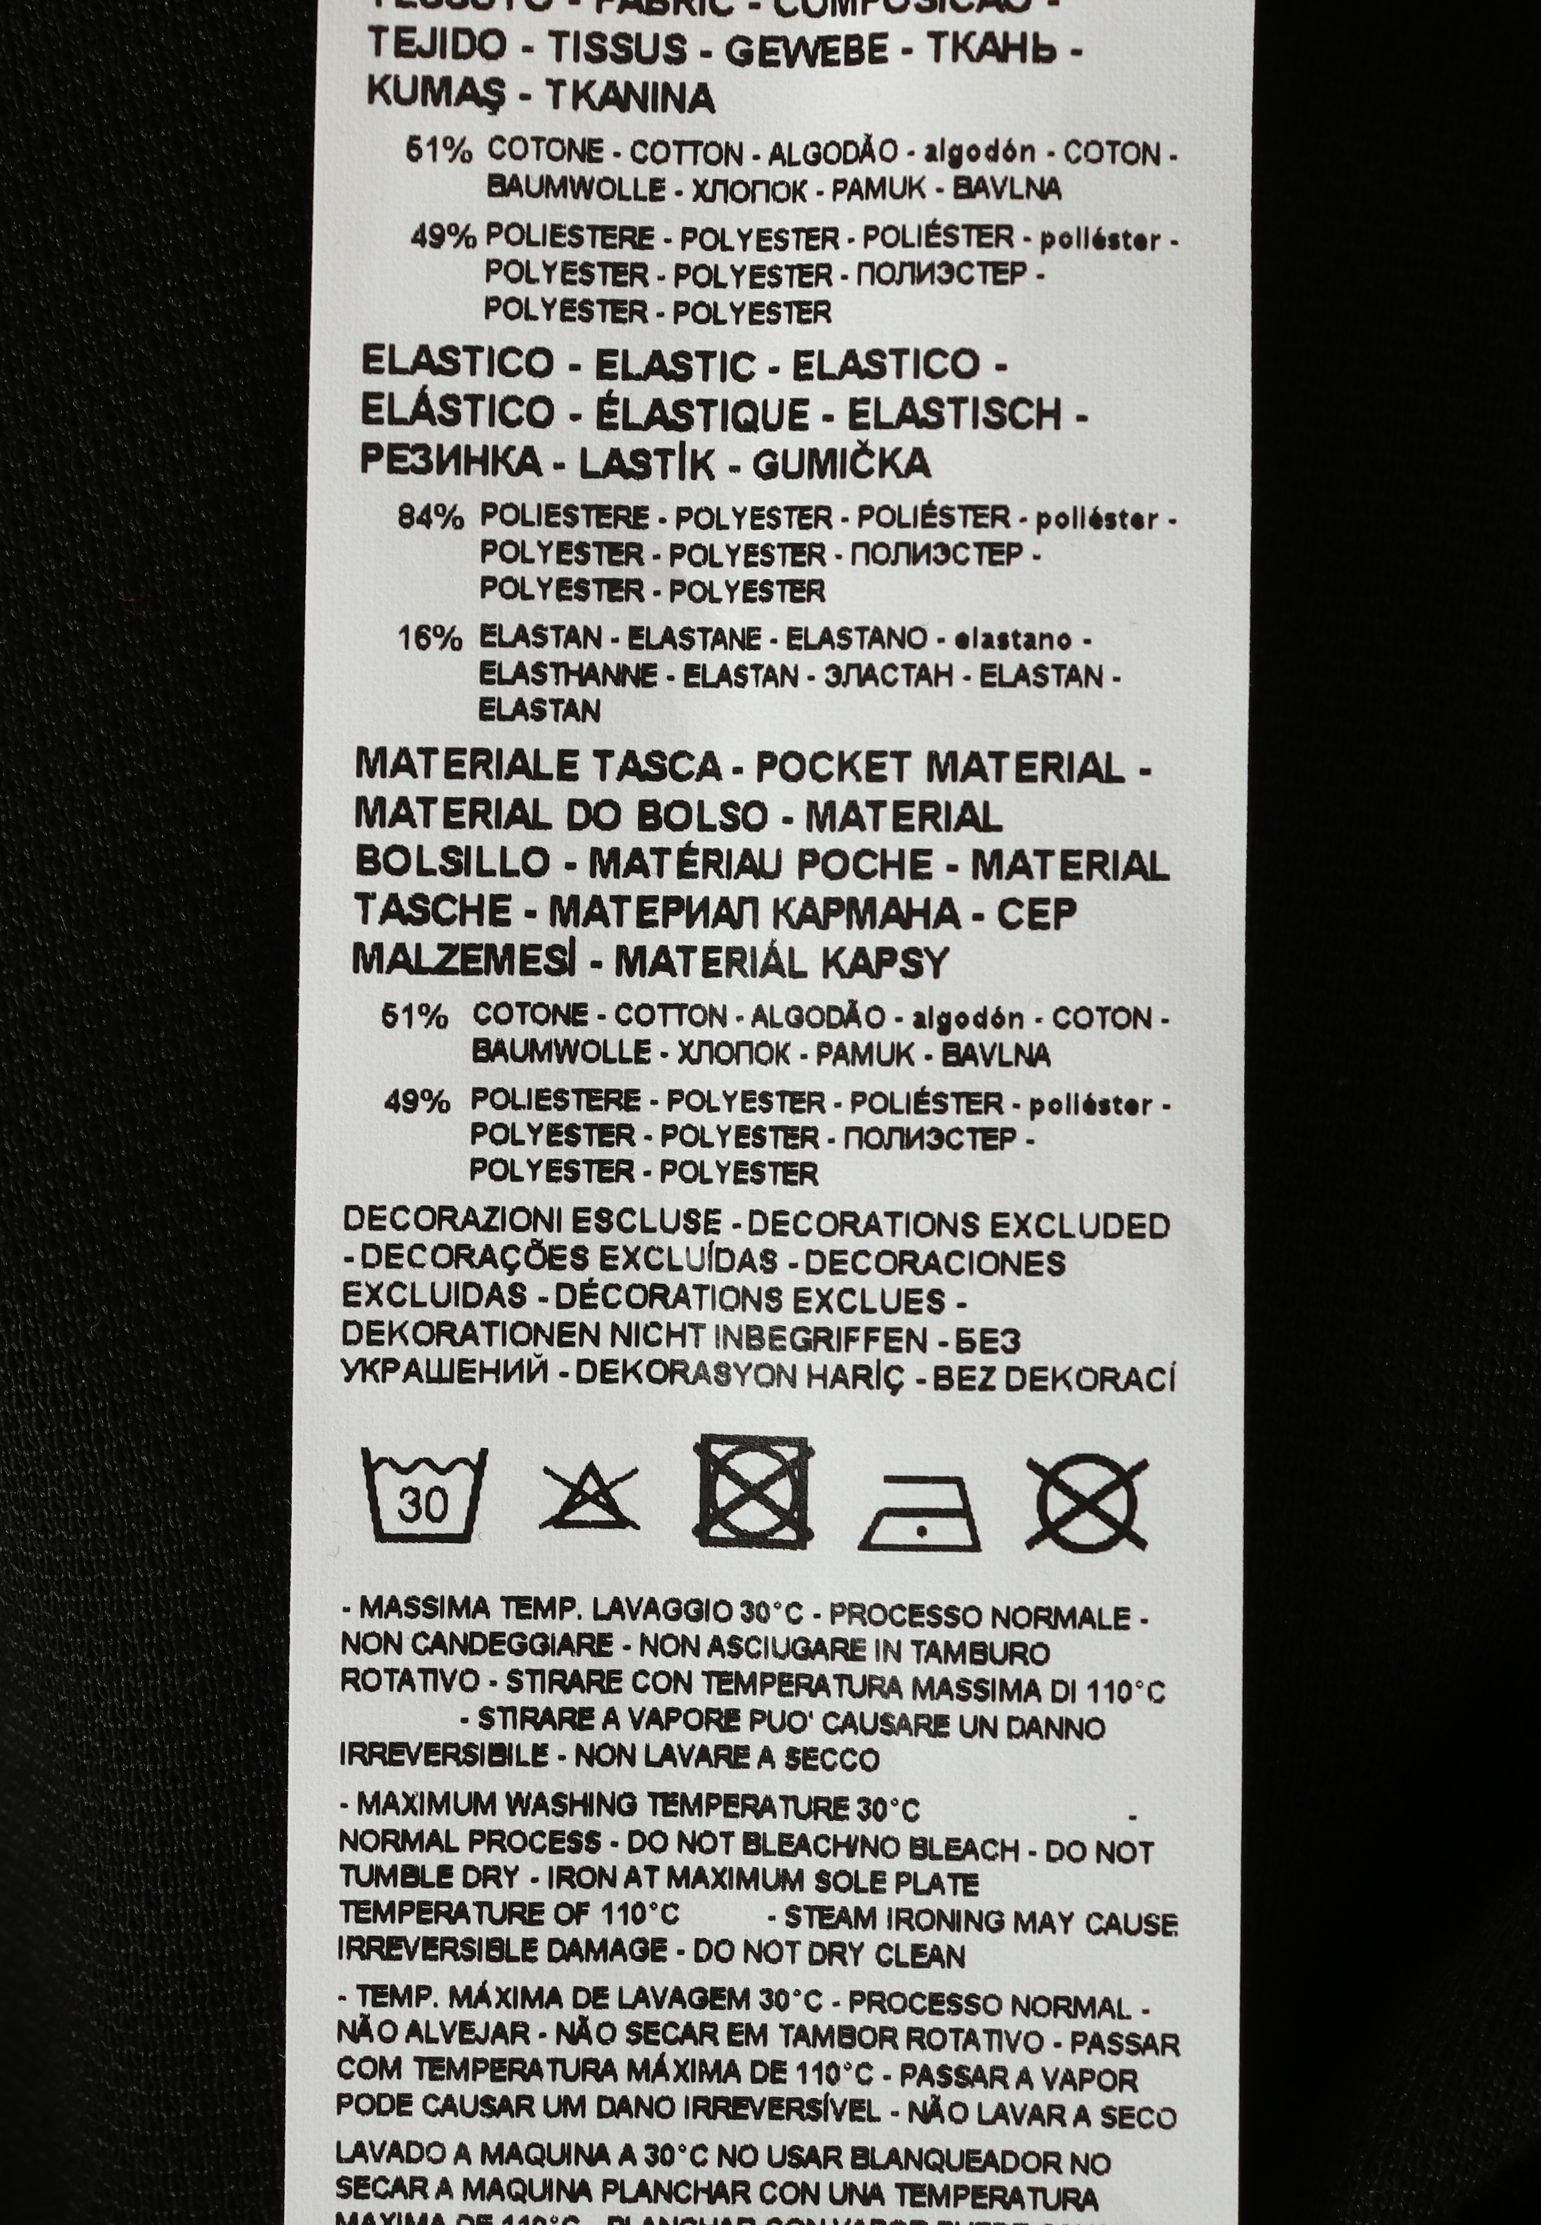 TESSUTO - FABRIC - COMPOSICAO -
TEJIDO - TISSUS - GEWEBE - ТКАНЬ -
KUMAŞ - TKANINA
51% COTONE - COTTON - ALGODÃO - algodón - COTON -
BAUMWOLLE - ХЛОПОК - PAMUK - BAVLNA
49% POLIESTERE - POLYESTER - POLIÉSTER - poliéster -
POLYESTER - POLYESTER - ПОЛИЭСТЕР -
POLYESTER - POLYESTER
ELASTICO - ELASTIC - ELASTICO -
ELÁSTICO - ÉLASTIQUE - ELASTISCH -
РЕЗИНКА - LASTİK - GUMIČKA
84% POLIESTERE - POLYESTER - POLIÉSTER - poliéster -
POLYESTER - POLYESTER - ПОЛИЭСТЕР -
POLYESTER - POLYESTER
16% ELASTAN - ELASTANE - ELASTANO - elastano -
ELASTHANNE - ELASTAN - ЭЛАСТАН - ELASTAN -
ELASTAN
MATERIALE TASCA - POCKET MATERIAL -
MATERIAL DO BOLSO - MATERIAL
BOLSILLO - MATÉRIAU POCHE - MATERIAL
TASCHE - МАТЕРИАЛ КАРМАНА - CEP
MALZEMESİ - MATERIÁL KAPSY
51% COTONE - COTTON - ALGODÃO - algodón - COTON -
BAUMWOLLE - ХЛОПОК - PAMUK - BAVLNA
49% POLIESTERE - POLYESTER - POLIÉSTER - poliéster -
POLYESTER - POLYESTER - ПОЛИЭСТЕР -
POLYESTER - POLYESTER
DECORAZIONI ESCLUSE - DECORATIONS EXCLUDED
- DECORAÇÕES EXCLUÍDAS - DECORACIONES
EXCLUIDAS - DÉCORATIONS EXCLUES -
DEKORATIONEN NICHT INBEGRIFFEN - БЕЗ
УКРАШЕНИЙ - DEKORASYON HARİÇ - BEZ DEKORACÍ
30
- MASSIMA TEMP. LAVAGGIO 30°C - PROCESSO NORMALE -
NON CANDEGGIARE - NON ASCIUGARE IN TAMBURO
ROTATIVO - STIRARE CON TEMPERATURA MASSIMA DI 110°C
- STIRARE A VAPORE PUO' CAUSARE UN DANNO
IRREVERSIBILE - NON LAVARE A SECCO
- MAXIMUM WASHING TEMPERATURE 30°C -
NORMAL PROCESS - DO NOT BLEACH/NO BLEACH - DO NOT
TUMBLE DRY - IRON AT MAXIMUM SOLE PLATE
TEMPERATURE OF 110°C - STEAM IRONING MAY CAUSE
IRREVERSIBLE DAMAGE - DO NOT DRY CLEAN
- TEMP. MÁXIMA DE LAVAGEM 30°C - PROCESSO NORMAL -
NÃO ALVEJAR - NÃO SECAR EM TAMBOR ROTATIVO - PASSAR
COM TEMPERATURA MÁXIMA DE 110°C - PASSAR A VAPOR
PODE CAUSAR UM DANO IRREVERSÍVEL - NÃO LAVAR A SECO
LAVADO A MAQUINA A 30°C NO USAR BLANQUEADOR NO
SECAR A MAQUINA PLANCHAR CON UNA TEMPERATURA
MAXIMA DE 110°C - PLANCHAR CON VAPOR PUEDE